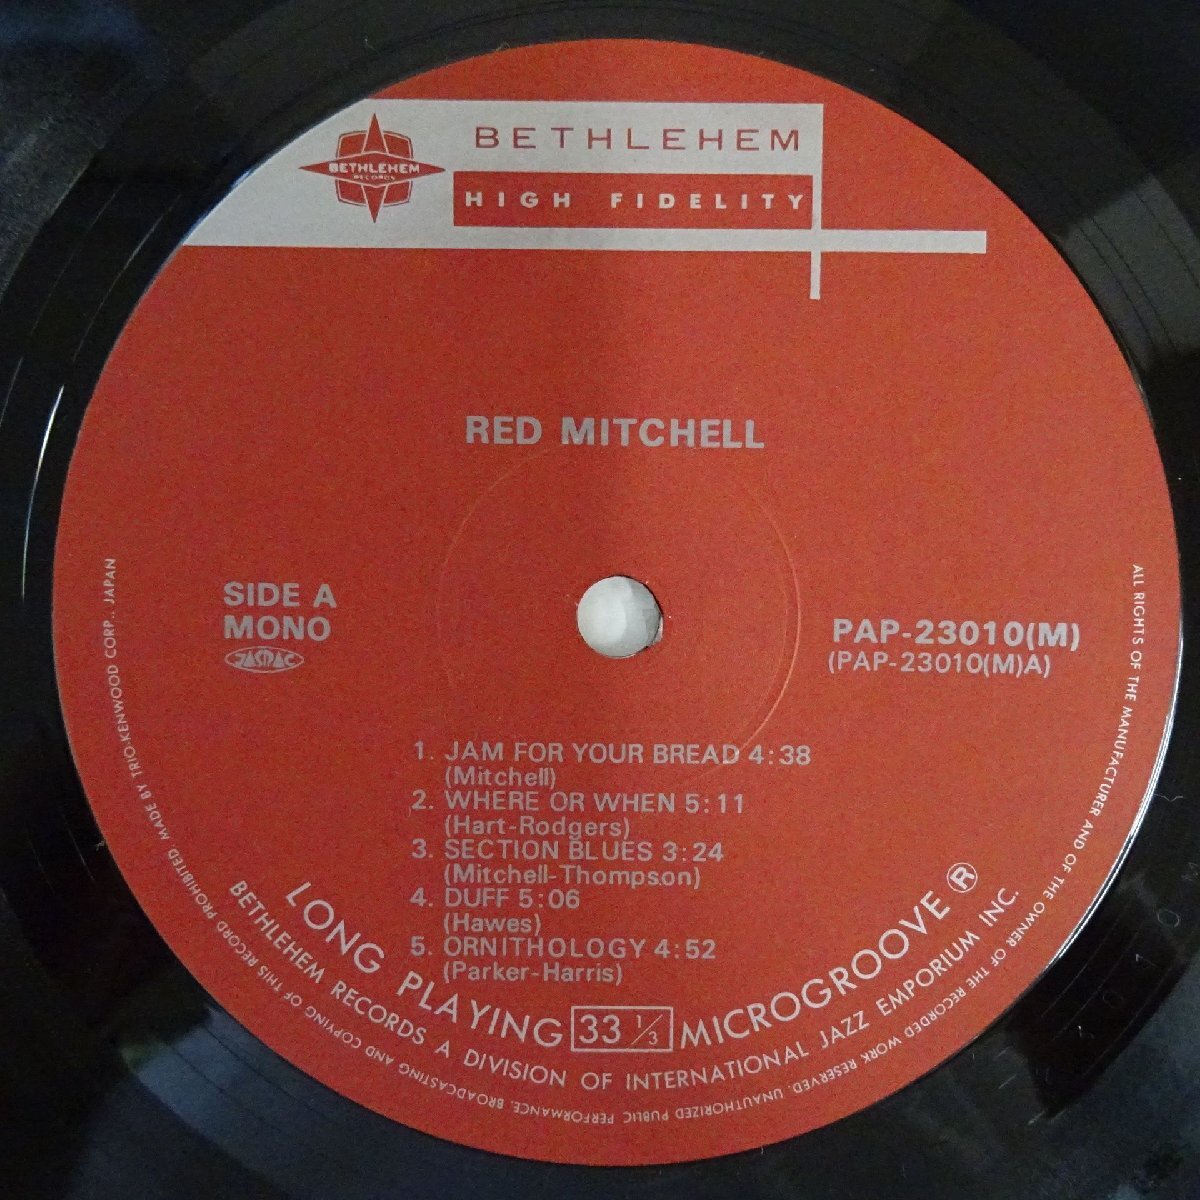 BETHLEHEM
BETHLEHEM
RECORDS
HIGH FIDELITY
RED MITCHELL
SIDE A
MONO
JASRAC
PAP-23010(M)
(PAP-23010(M)A)
1. JAM FOR YOUR BREAD 4:38
(Mitchell)
2. WHERE OR WHEN 5:11
(Hart-Rodgers)
3. SECTION BLUES 3:24
(Mitchell-Thompson)
4. DUFF 5:06
(Hawes)
5. ORNITHOLOGY 4:52
(Parker-Harris)
LONG PLAYING 33 1/3 MICROGROOVE ®
BETHLEHEM RECORDS A DIVISION OF INTERNATIONAL JAZZ EMPORIUM INC.
ALL RIGHTS OF THE MANUFACTURER AND OF THE OWNER OF THE RECORDED WORK RESERVED. UNAUTHORIZED PUBLIC PERFORMANCE, BROADCASTING AND COPYING OF THIS RECORD PROHIBITED. MADE BY TRIO-KENWOOD CORP., JAPAN